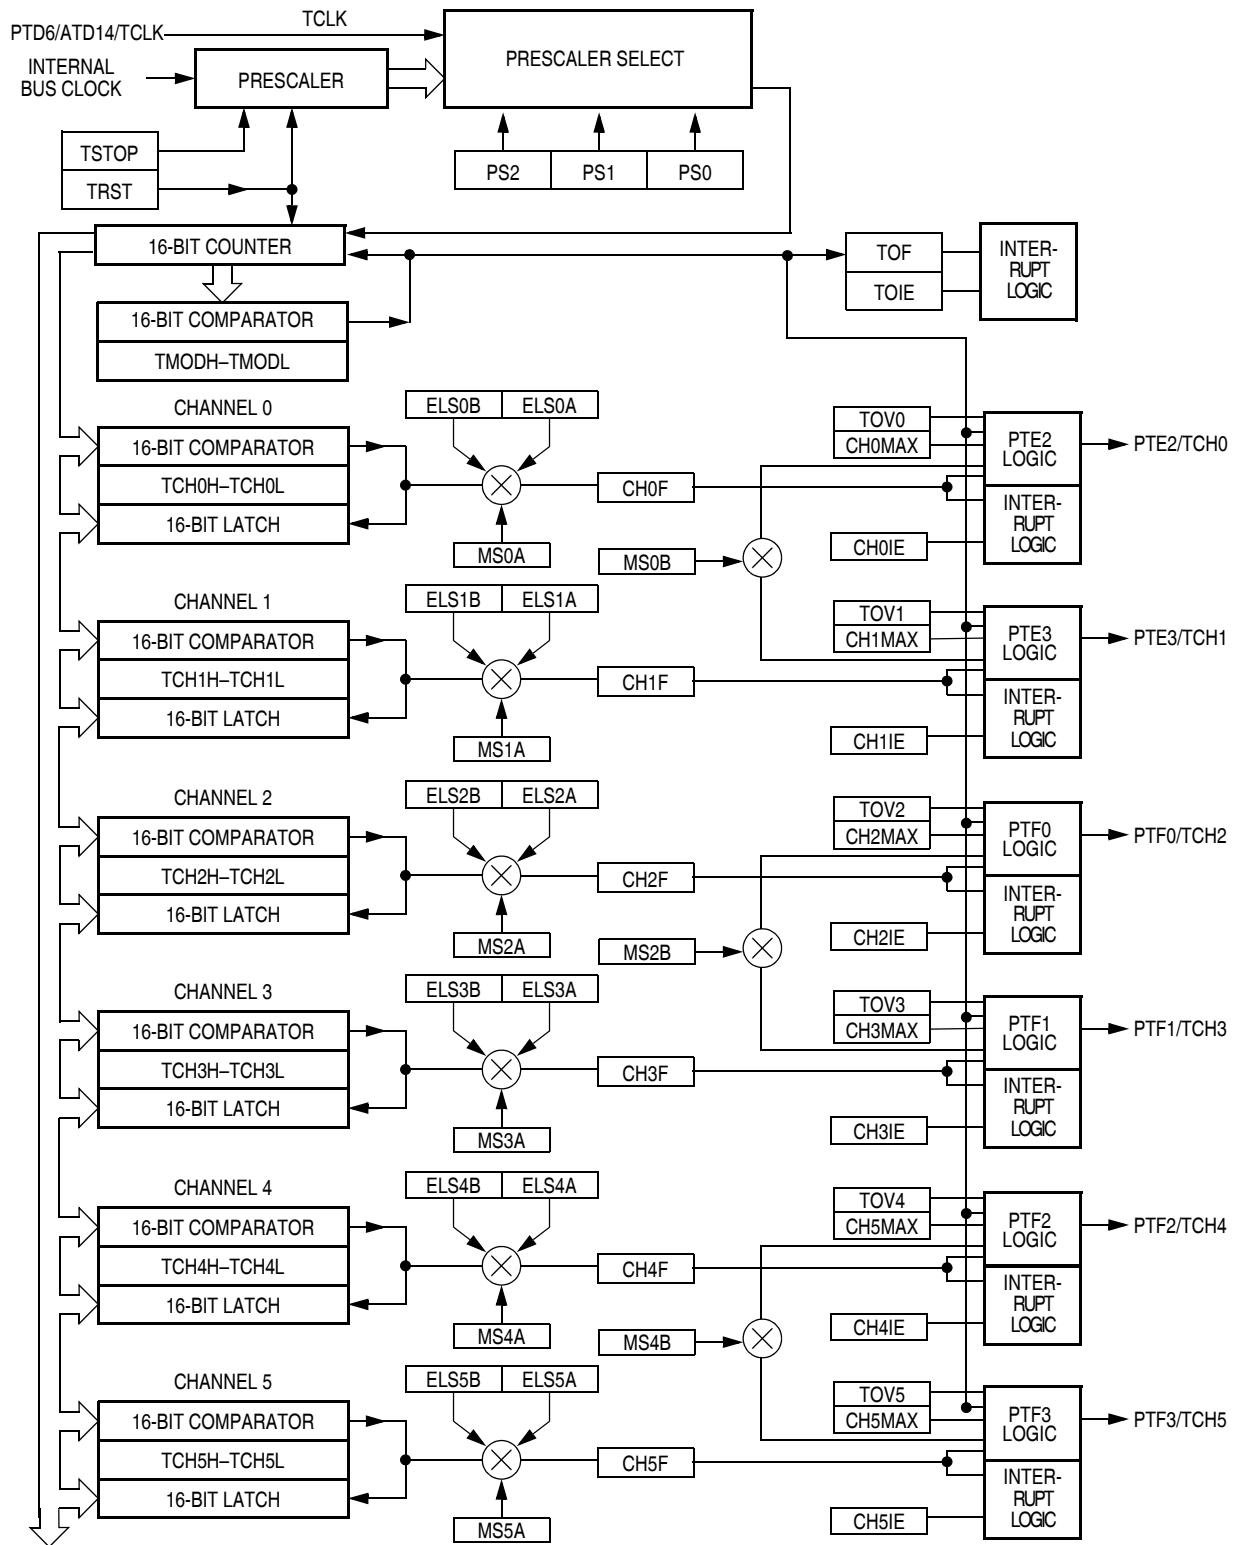 TCLK
PTD6/ATD14/TCLK
PRESCALER SELECT
INTERNAL
BUS CLOCK
PRESCALER
TSTOP
TRST
PS2 PS1 PS0
16-BIT COUNTER
TOF
TOIE
INTER-
RUPT
LOGIC
16-BIT COMPARATOR
TMODH–TMODL
CHANNEL 0
16-BIT COMPARATOR
TCH0H–TCH0L
16-BIT LATCH
ELS0B ELS0A
MS0A
CH0F
MS0B
TOV0
CH0MAX
CH0IE
PTE2
LOGIC
INTER-
RUPT
LOGIC
PTE2/TCH0
CHANNEL 1
16-BIT COMPARATOR
TCH1H–TCH1L
16-BIT LATCH
ELS1B ELS1A
MS1A
CH1F
TOV1
CH1MAX
CH1IE
PTE3
LOGIC
INTER-
RUPT
LOGIC
PTE3/TCH1
CHANNEL 2
16-BIT COMPARATOR
TCH2H–TCH2L
16-BIT LATCH
ELS2B ELS2A
MS2A
CH2F
MS2B
TOV2
CH2MAX
CH2IE
PTF0
LOGIC
INTER-
RUPT
LOGIC
PTF0/TCH2
CHANNEL 3
16-BIT COMPARATOR
TCH3H–TCH3L
16-BIT LATCH
ELS3B ELS3A
MS3A
CH3F
TOV3
CH3MAX
CH3IE
PTF1
LOGIC
INTER-
RUPT
LOGIC
PTF1/TCH3
CHANNEL 4
16-BIT COMPARATOR
TCH4H–TCH4L
16-BIT LATCH
ELS4B ELS4A
MS4A
CH4F
MS4B
TOV4
CH5MAX
CH4IE
PTF2
LOGIC
INTER-
RUPT
LOGIC
PTF2/TCH4
CHANNEL 5
16-BIT COMPARATOR
TCH5H–TCH5L
16-BIT LATCH
ELS5B ELS5A
MS5A
CH5F
TOV5
CH5MAX
CH5IE
PTF3
LOGIC
INTER-
RUPT
LOGIC
PTF3/TCH5